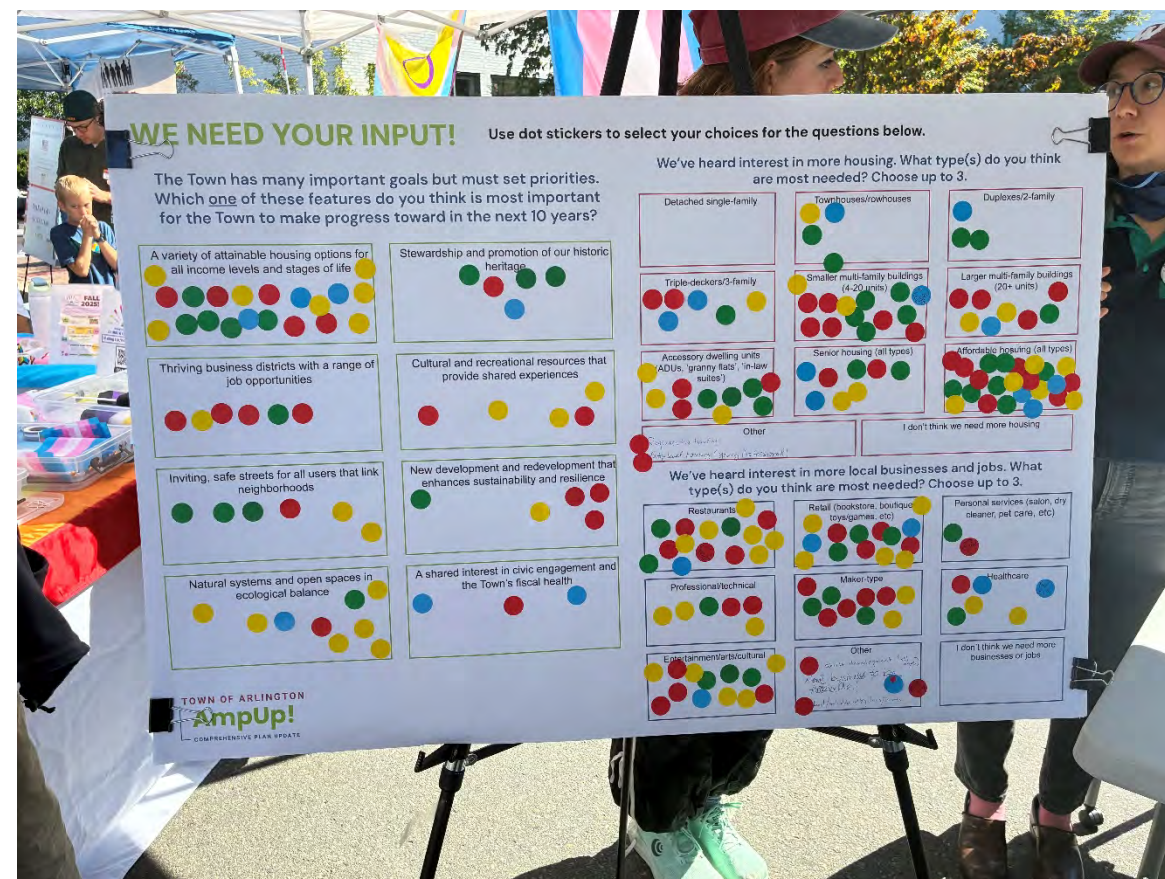 WE NEED YOUR INPUT!
Use dot stickers to select your choices for the questions below.
The Town has many important goals but must set priorities.
Which one of these features do you think is most important
for the Town to make progress toward in the next 10 years?
A variety of attainable housing options for
all income levels and stages of life
Stewardship and promotion of our historic
heritage
Thriving business districts with a range of
job opportunities
Cultural and recreational resources that
provide shared experiences
Inviting, safe streets for all users that link
neighborhoods
New development and redevelopment that
enhances sustainability and resilience
Natural systems and open spaces in
ecological balance
A shared interest in civic engagement and
the Town's fiscal health
We've heard interest in more housing. What type(s) do you think
are most needed? Choose up to 3.
Detached single-family
Townhouses/rowhouses
Duplexes/2-family
Triple-deckers/3-family
Smaller multi-family buildings
(4-20 units)
Larger multi-family buildings
(20+ units)
Accessory dwelling units
(ADUs, 'granny flats', 'in-law
suites')
Senior housing (all types)
Affordable housing (all types)
Other
I don't think we need more housing
We've heard interest in more local businesses and jobs. What
type(s) do you think are most needed? Choose up to 3.
Restaurants
Retail (bookstore, boutique,
toys/games, etc)
Personal services (salon, dry
cleaner, pet care, etc)
Professional/technical
Maker-type
Healthcare
Entertainment/arts/cultural
Other
I don't think we need more
businesses or jobs
TOWN OF ARLINGTON
AmpUp!
COMPREHENSIVE PLAN UPDATE
FALL
2025!